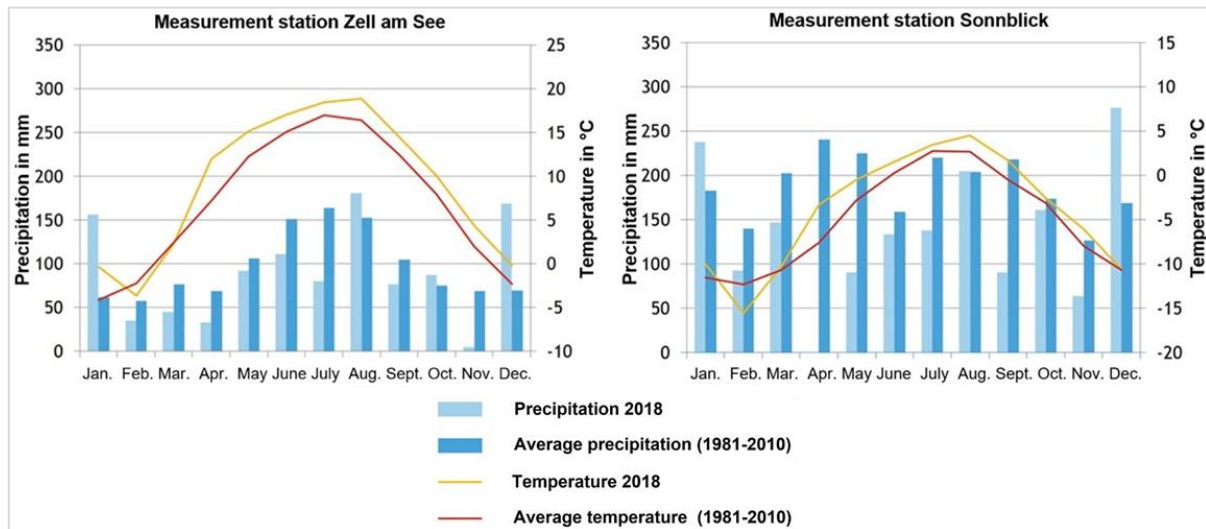 Measurement station Zell am See
Precipitation in mm
350
300
250
200
150
100
50
0
25
20
15
10
5
0
-5
-10
Temperature in °C
Jan. Feb. Mar. Apr. May June July Aug. Sept. Oct. Nov. Dec.
Measurement station Sonnblick
Precipitation in mm
350
300
250
200
150
100
50
0
15
10
5
0
-5
-10
-15
-20
Temperature in °C
Jan. Feb. Mar. Apr. May June July Aug. Sept. Oct. Nov. Dec.
Precipitation 2018
Average precipitation (1981-2010)
Temperature 2018
Average temperature (1981-2010)